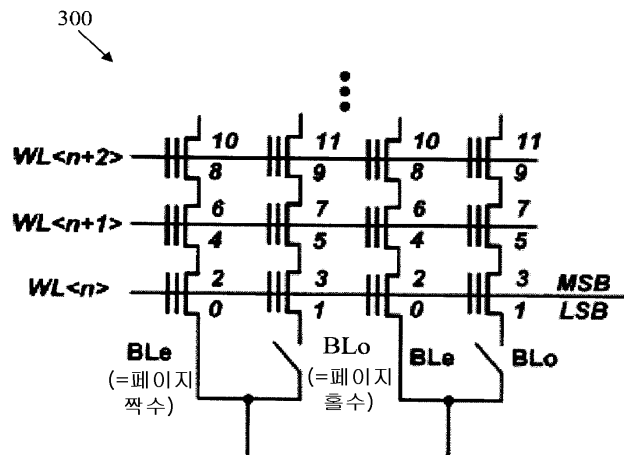 300
10 11 10 11
WL<n+2>
8 9 8 9
6 7 6 7
WL<n+1>
4 5 4 5
2 3 2 3 MSB
WL<n>
0 1 0 1 LSB
BLe BLo BLe BLo
(=페이지 (=페이지
짝수) 홀수)